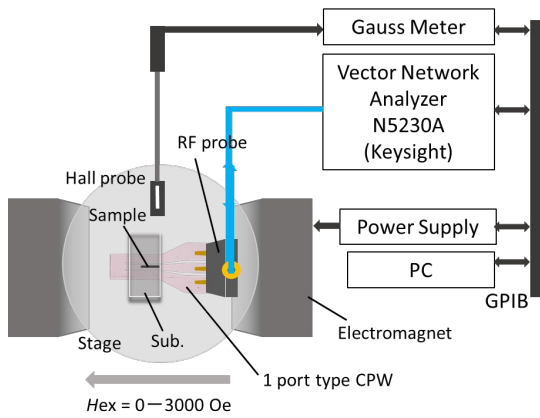 Gauss Meter
Vector Network
Analyzer
N5230A
(Keysight)
RF probe
Hall probe
Sample
Power Supply
PC
GPIB
Electromagnet
Stage
Sub.
1 port type CPW
Hex = 0－3000 Oe